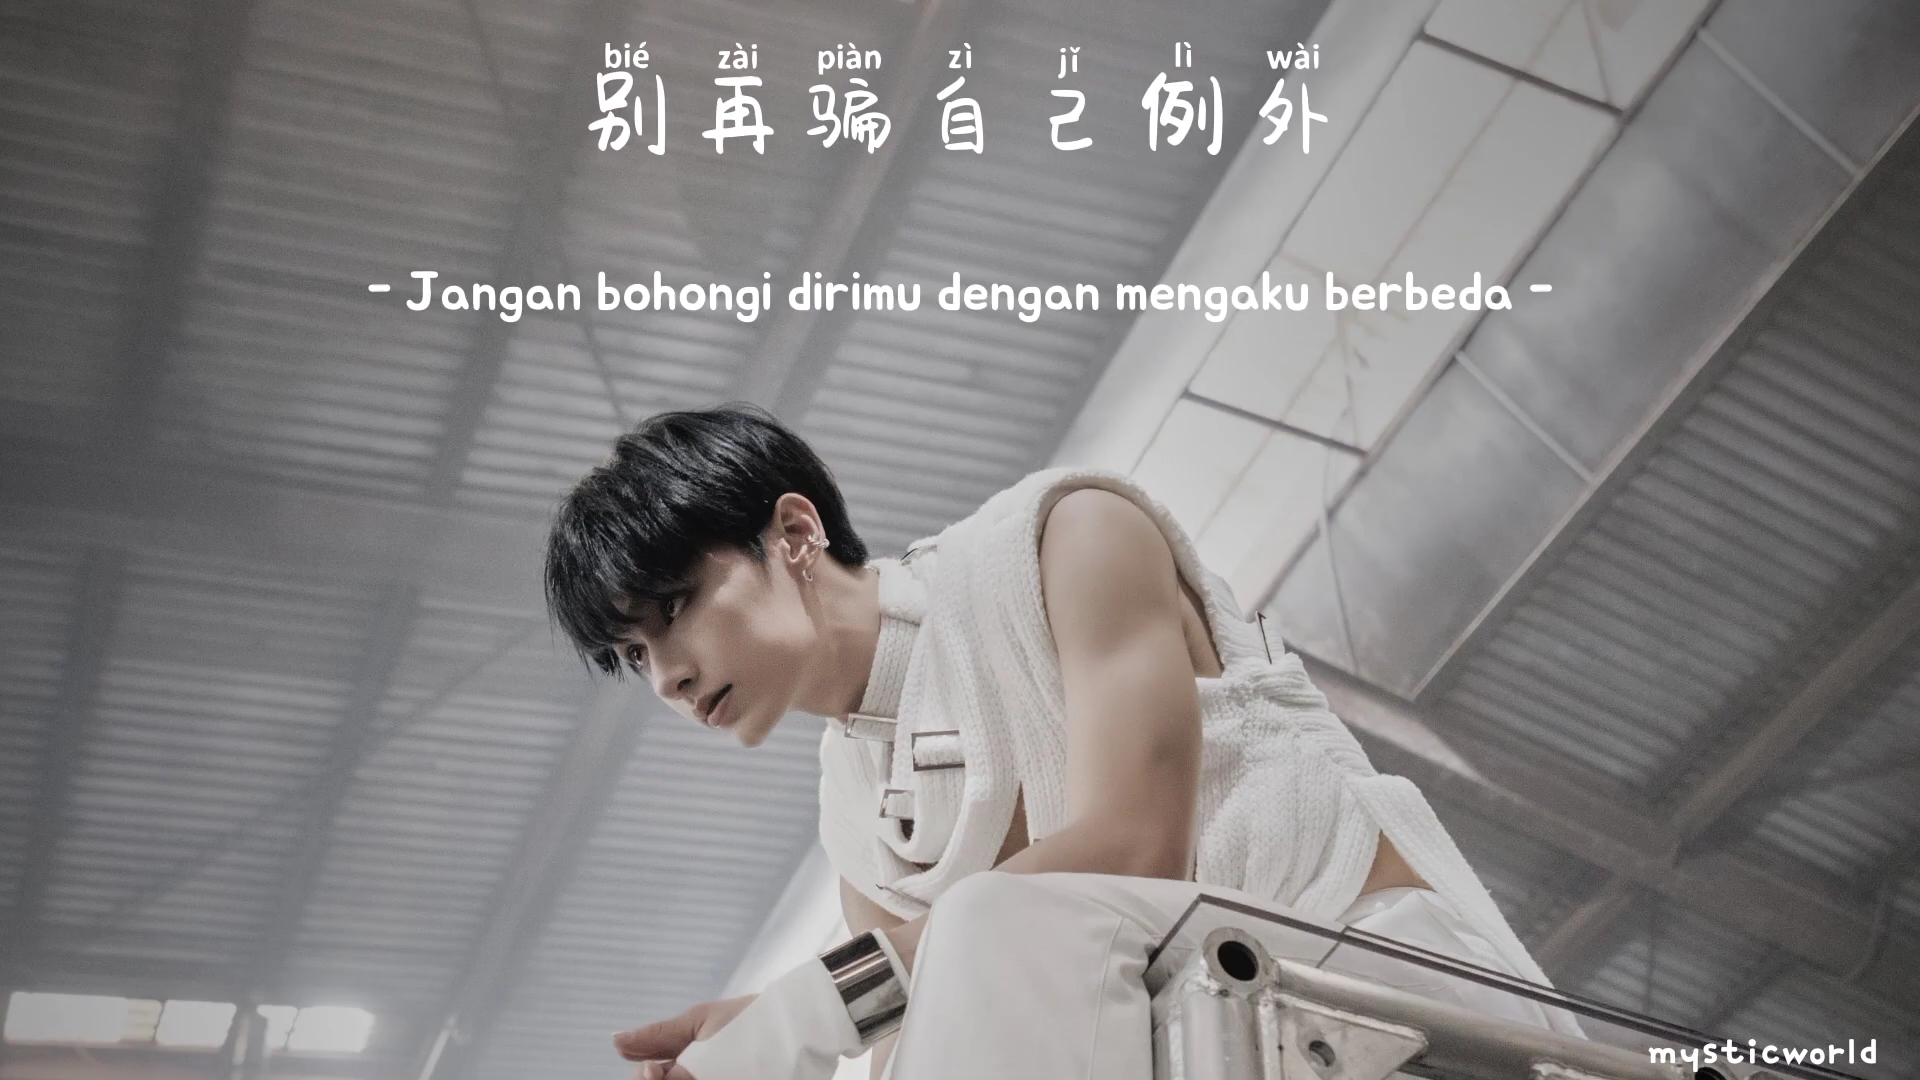 bié zài piàn zì jǐ lì wài
别再骗自己例外
- Jangan bohongi dirimu dengan mengaku berbeda -
mysticworld